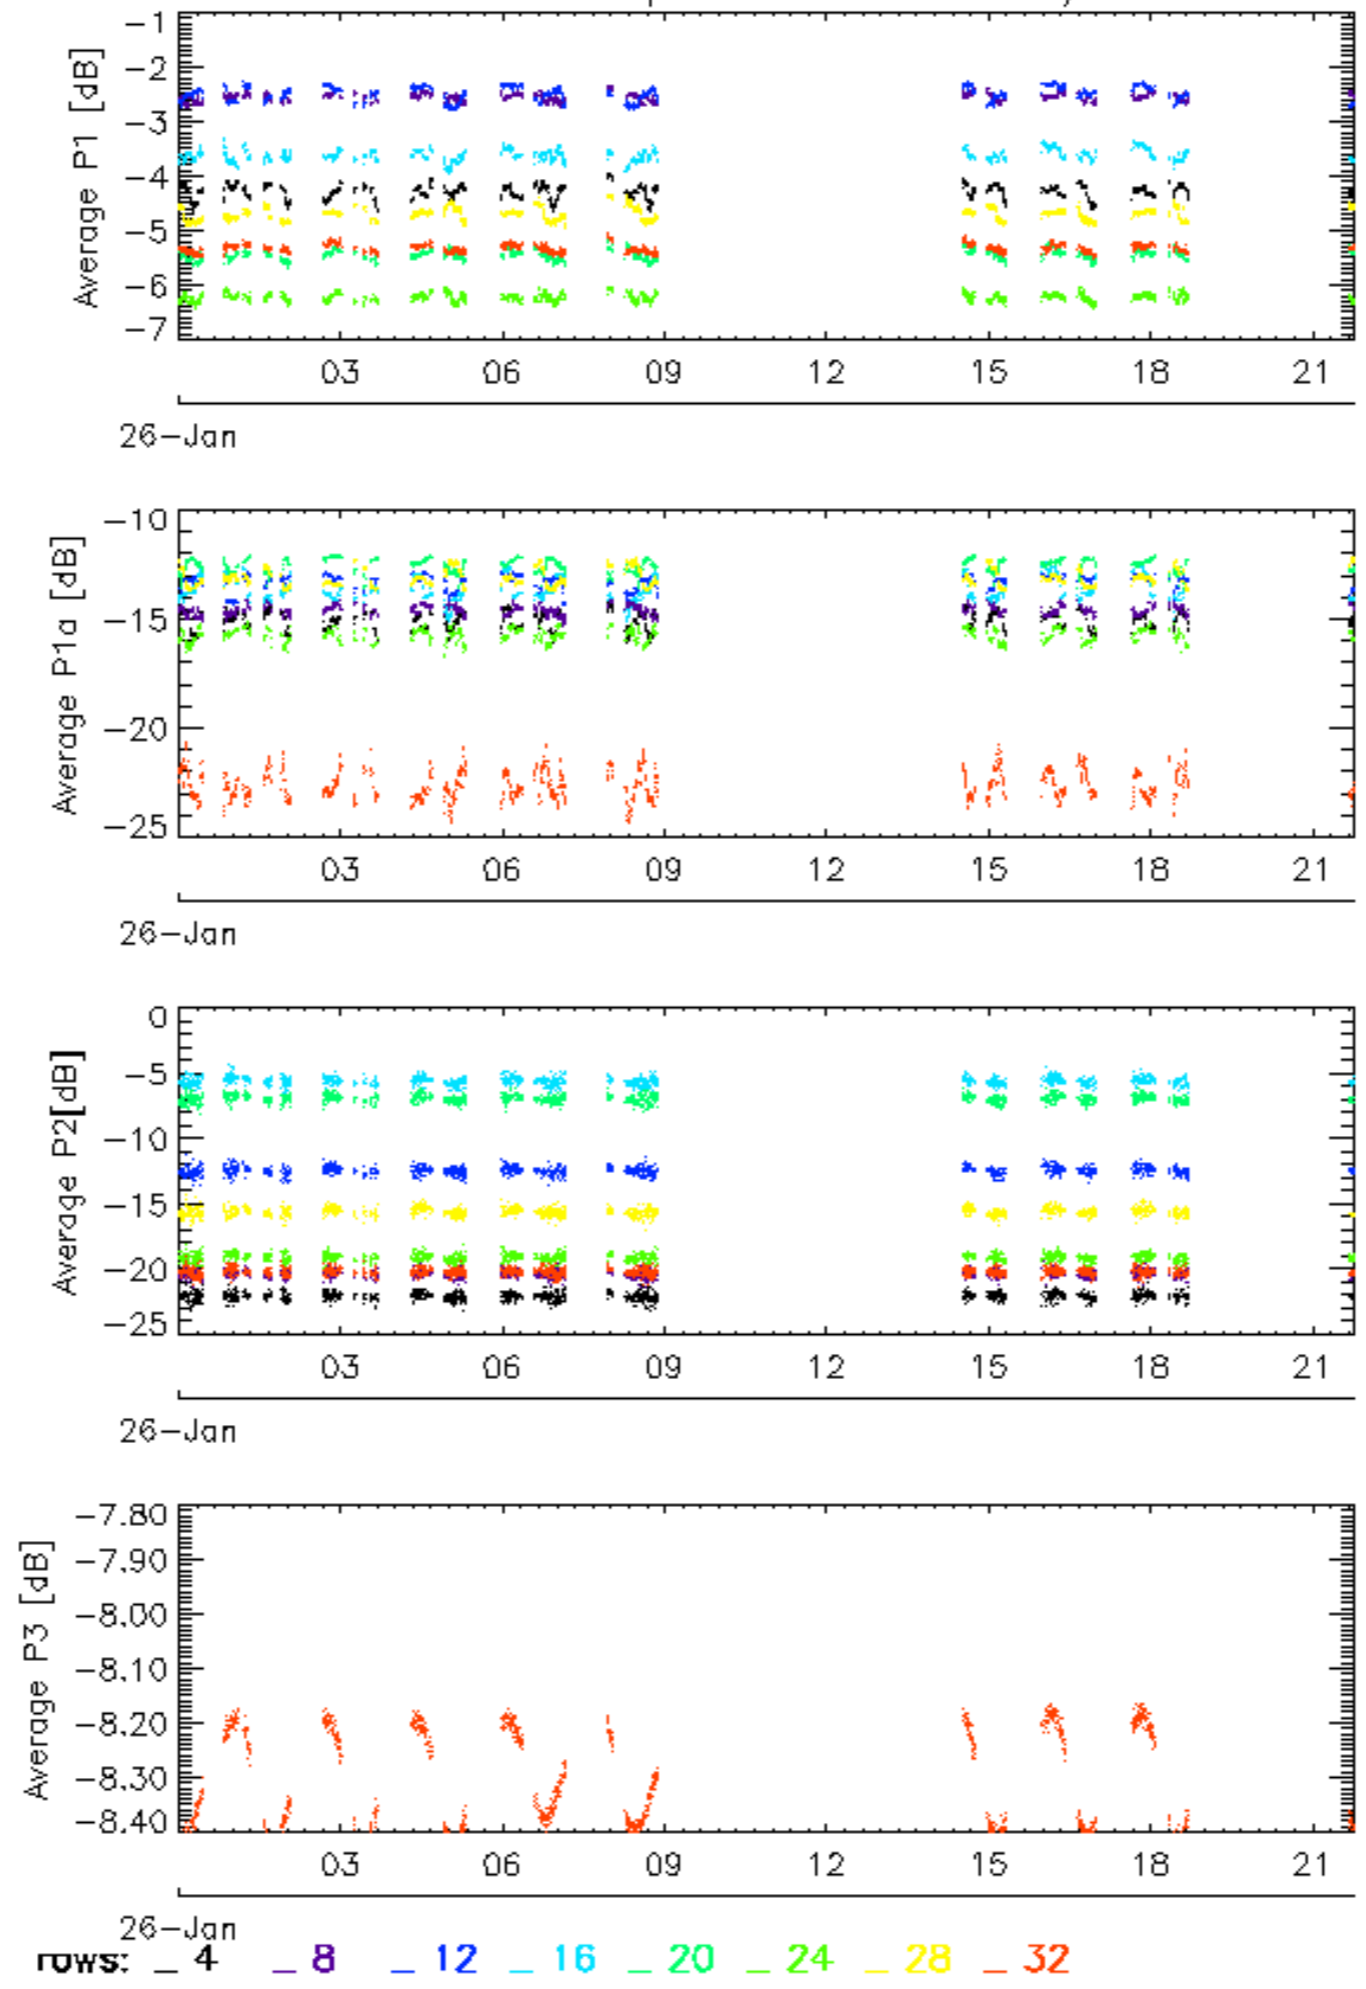 Average P1 [dB]
-1
-2
-3
-4
-5
-6
-7
03 06 09 12 15 18 21
26-Jan
Average P1a [dB]
-10
-15
-20
-25
03 06 09 12 15 18 21
26-Jan
Average P2[dB]
0
-5
-10
-15
-20
-25
03 06 09 12 15 18 21
26-Jan
Average P3 [dB]
-7.80
-7.90
-8.00
-8.10
-8.20
-8.30
-8.40
03 06 09 12 15 18 21
26-Jan
rows: _ 4 _ 8 _ 12 _ 16 _ 20 _ 24 _ 28 _ 32